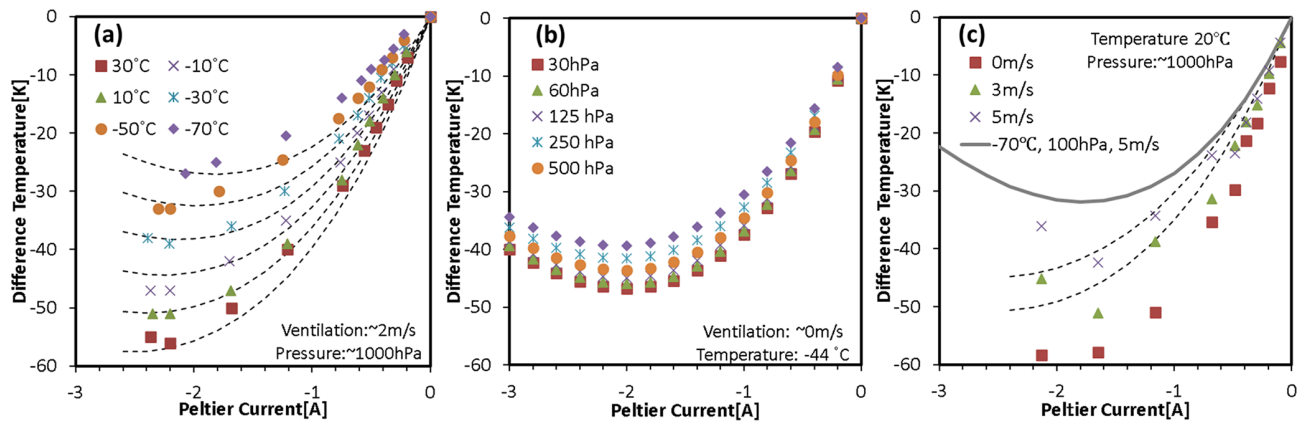 (a)
30˚C
-10˚C
10˚C
-30˚C
-50˚C
-70˚C
Ventilation:~2m/s
Pressure:~1000hPa
0
-10
-20
-30
-40
-50
-60
-3
-2
-1
0
Difference Temperature[K]
Peltier Current[A]
(b)
30hPa
60hPa
125 hPa
250 hPa
500 hPa
Ventilation: ~0m/s
Temperature: -44 ˚C
0
-10
-20
-30
-40
-50
-60
-3
-2
-1
0
Difference Temperature[K]
Peltier Current[A]
(c)
Temperature 20℃
Pressure:~1000hPa
0m/s
3m/s
5m/s
-70℃, 100hPa, 5m/s
0
-10
-20
-30
-40
-50
-60
-3
-2
-1
0
Difference Temperature[K]
Peltier Current[A]